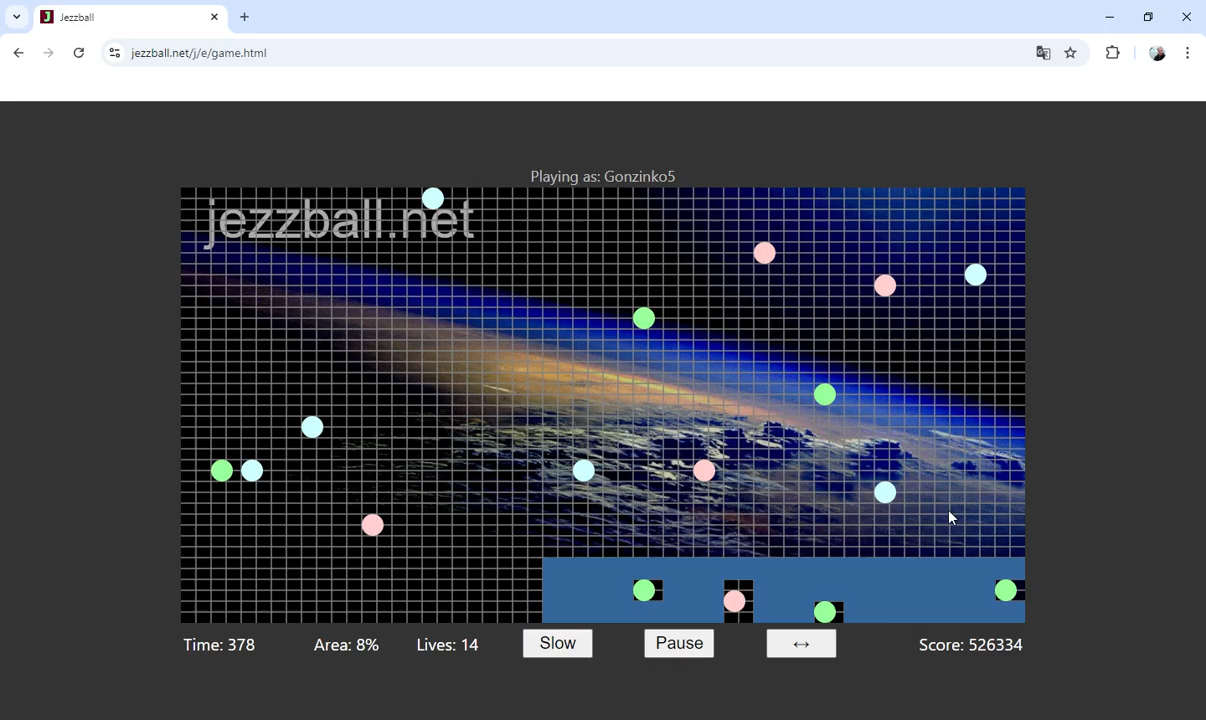 Jezzball
jezzball.net/j/e/game.html
Playing as: Gonzinko5
jezzball.net
Time: 378 Area: 8% Lives: 14 Slow Pause ↔ Score: 526334